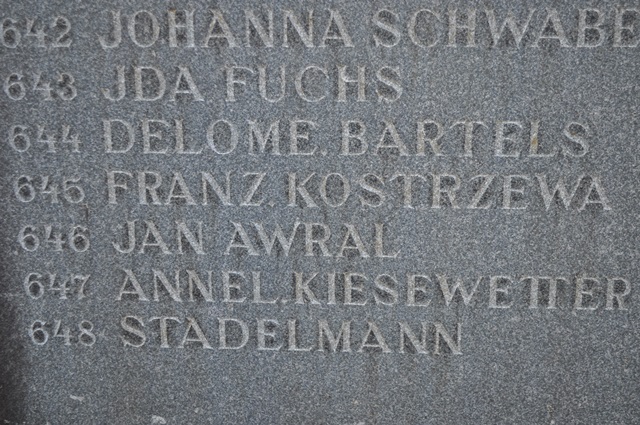 642 JOHANNA SCHWABE
643 JDA FUCHS
644 DELOME. BARTELS
645 FRANZ. KOSTRZEWA
646 JAN AWRAL
647 ANNEL. KIESEWETTER
648 STADELMANN